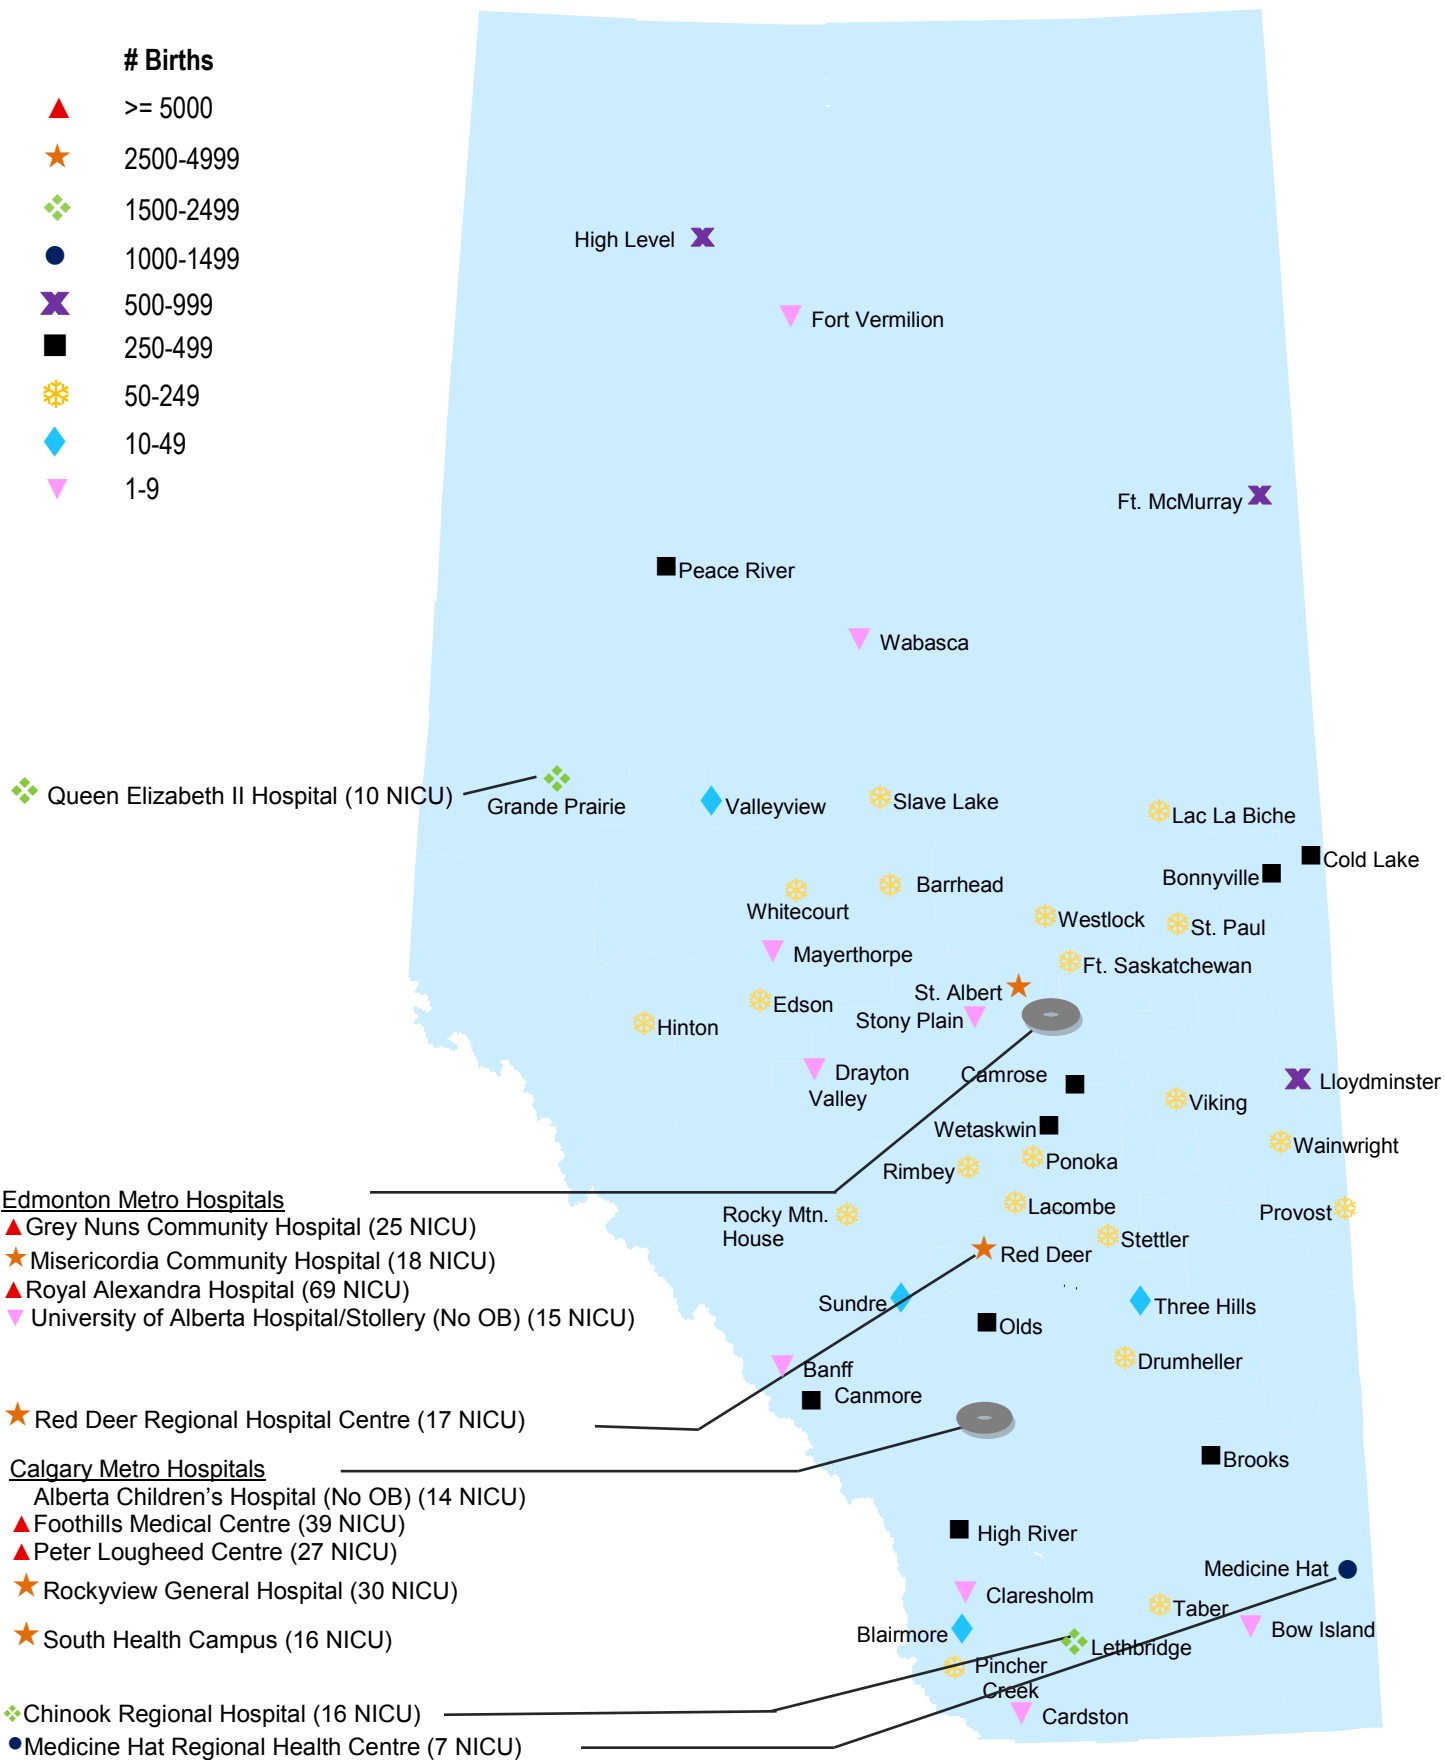 # Births
>= 5000
2500-4999
1500-2499
1000-1499
500-999
250-499
50-249
10-49
1-9
High Level
Fort Vermilion
Ft. McMurray
Peace River
Wabasca
Queen Elizabeth II Hospital (10 NICU)
Grande Prairie
Valleyview
Slave Lake
Lac La Biche
Cold Lake
Bonnyville
Barrhead
Whitecourt
Westlock
St. Paul
Mayerthorpe
Ft. Saskatchewan
St. Albert
Edson
Stony Plain
Hinton
Drayton
Valley
Camrose
Lloydminster
Viking
Wetaskwin
Wainwright
Ponoka
Rimbey
Edmonton Metro Hospitals
Grey Nuns Community Hospital (25 NICU)
Misericordia Community Hospital (18 NICU)
Royal Alexandra Hospital (69 NICU)
University of Alberta Hospital/Stollery (No OB) (15 NICU)
Lacombe
Rocky Mtn.
House
Provost
Stettler
Red Deer
Sundre
Three Hills
Olds
Drumheller
Banff
Canmore
Red Deer Regional Hospital Centre (17 NICU)
Calgary Metro Hospitals
Alberta Children's Hospital (No OB) (14 NICU)
Foothills Medical Centre (39 NICU)
Peter Lougheed Centre (27 NICU)
Rockyview General Hospital (30 NICU)
South Health Campus (16 NICU)
Brooks
High River
Medicine Hat
Claresholm
Taber
Bow Island
Blairmore
Lethbridge
Pincher
Creek
Cardston
Chinook Regional Hospital (16 NICU)
Medicine Hat Regional Health Centre (7 NICU)